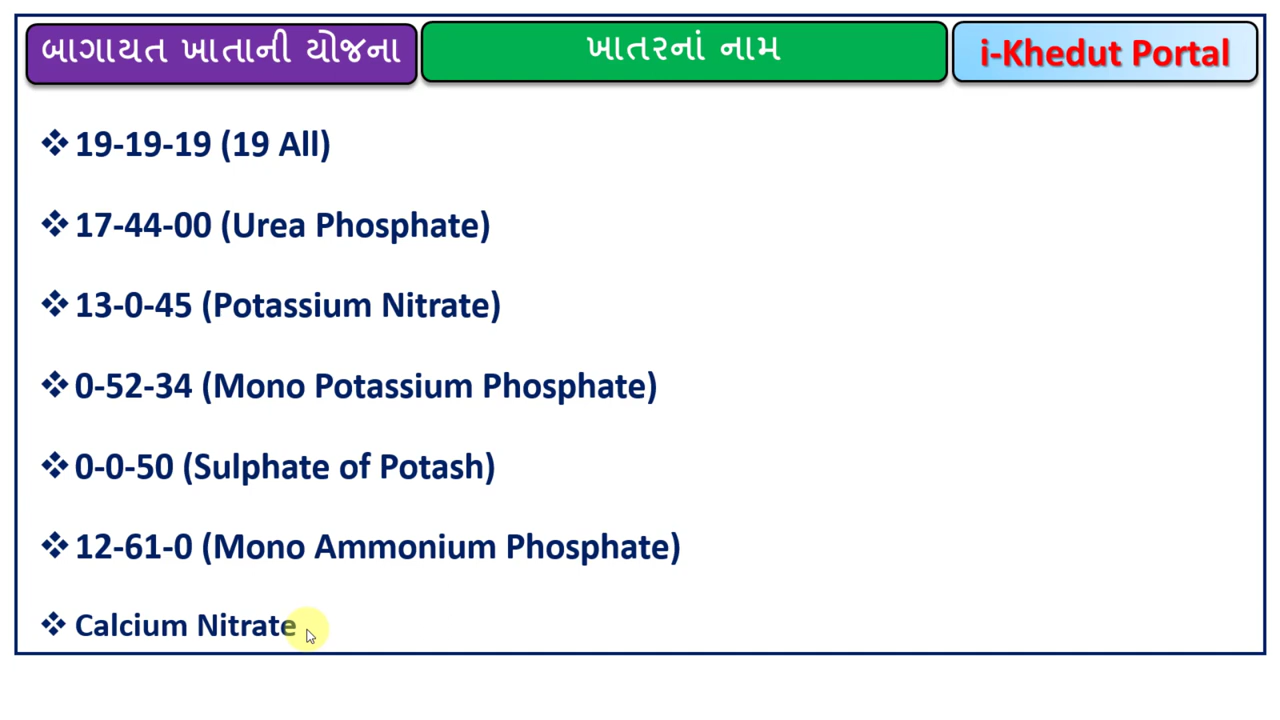 બાગાયત ખાતાની યોજના
ખાતરનાં નામ
i-Khedut Portal
❖ 19-19-19 (19 All)
❖ 17-44-00 (Urea Phosphate)
❖ 13-0-45 (Potassium Nitrate)
❖ 0-52-34 (Mono Potassium Phosphate)
❖ 0-0-50 (Sulphate of Potash)
❖ 12-61-0 (Mono Ammonium Phosphate)
❖ Calcium Nitrate